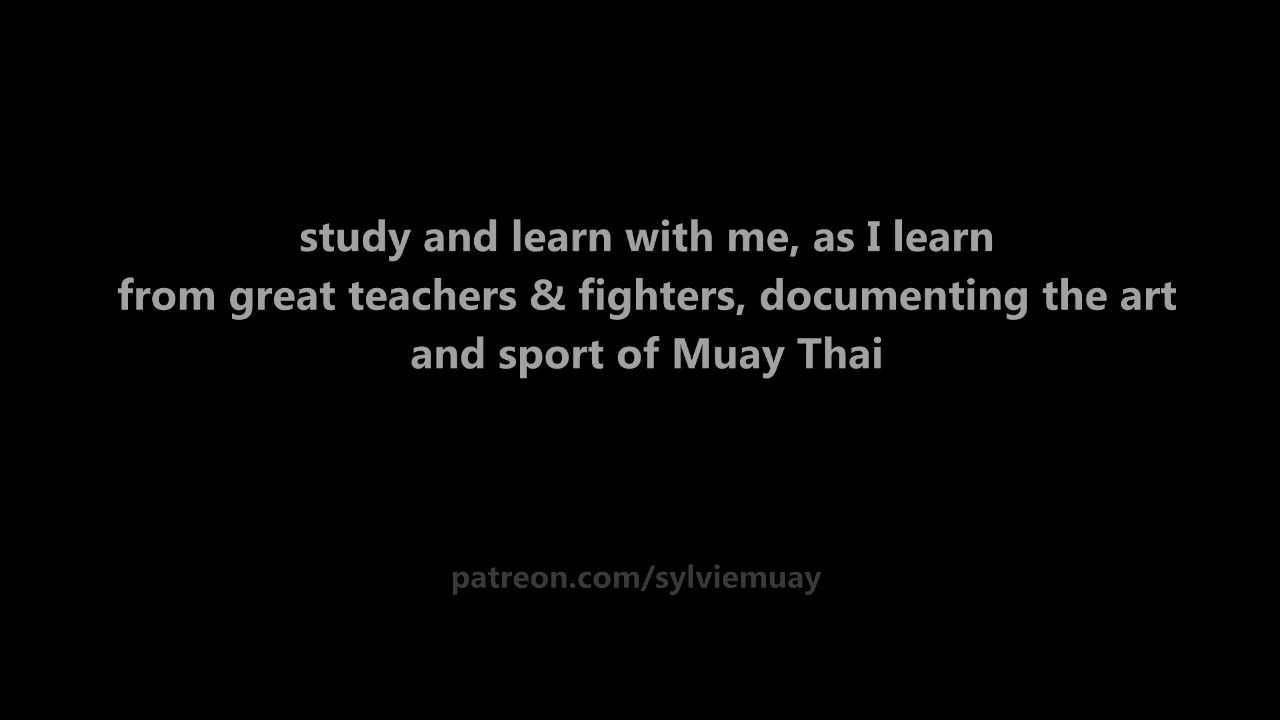 study and learn with me, as I learn
from great teachers & fighters, documenting the art
and sport of Muay Thai
patreon.com/sylviemuay